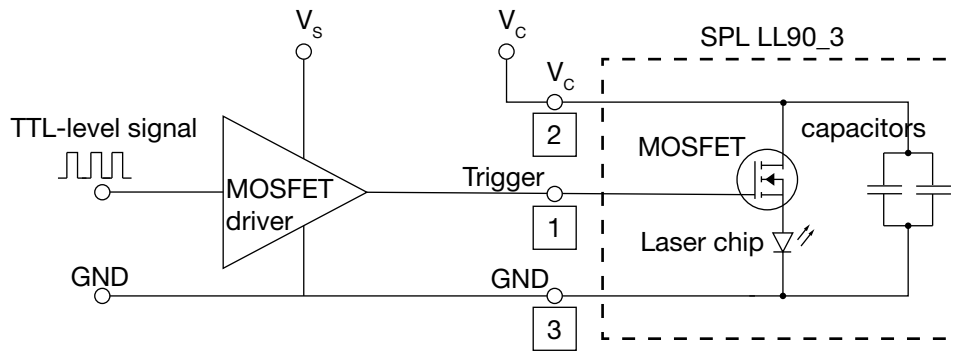 V_S
V_C
SPL LL90_3
V_C
TTL-level signal
2
MOSFET
capacitors
MOSFET
driver
Trigger
1
Laser chip
GND
GND
3